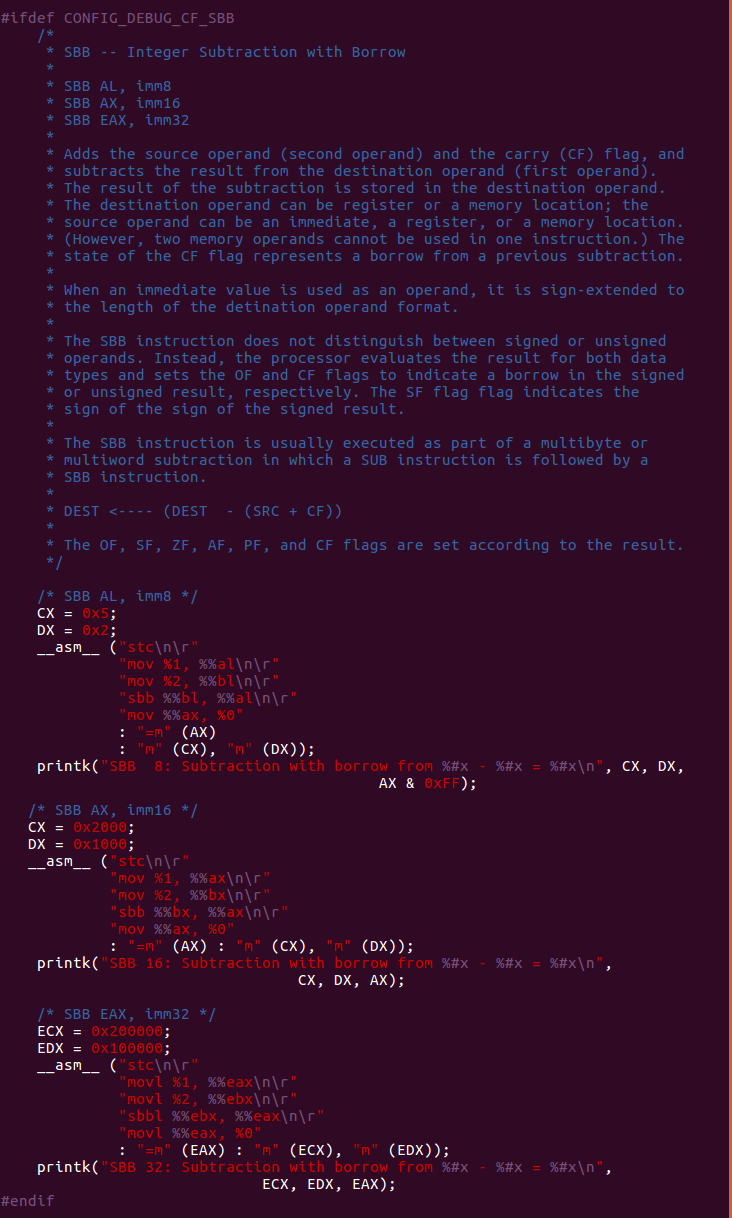 #ifdef CONFIG_DEBUG_CF_SBB
    /*
     * SBB -- Integer Subtraction with Borrow
     *
     * SBB AL, imm8
     * SBB AX, imm16
     * SBB EAX, imm32
     *
     * Adds the source operand (second operand) and the carry (CF) flag, and
     * subtracts the result from the destination operand (first operand).
     * The result of the subtraction is stored in the destination operand.
     * The destination operand can be register or a memory location; the
     * source operand can be an immediate, a register, or a memory location.
     * (However, two memory operands cannot be used in one instruction.) The
     * state of the CF flag represents a borrow from a previous subtraction.
     *
     * When an immediate value is used as an operand, it is sign-extended to
     * the length of the detination operand format.
     *
     * The SBB instruction does not distinguish between signed or unsigned
     * operands. Instead, the processor evaluates the result for both data
     * types and sets the OF and CF flags to indicate a borrow in the signed
     * or unsigned result, respectively. The SF flag flag indicates the
     * sign of the sign of the signed result.
     *
     * The SBB instruction is usually executed as part of a multibyte or
     * multiword subtraction in which a SUB instruction is followed by a
     * SBB instruction.
     *
     * DEST <---- (DEST  - (SRC + CF))
     *
     * The OF, SF, ZF, AF, PF, and CF flags are set according to the result.
     */

    /* SBB AL, imm8 */
    CX = 0x5;
    DX = 0x2;
    __asm__ ("stc\n\r"
             "mov %1, %%al\n\r"
             "mov %2, %%bl\n\r"
             "sbb %%bl, %%al\n\r"
             "mov %%ax, %0"
             : "=m" (AX)
             : "m" (CX), "m" (DX));
    printk("SBB  8: Subtraction with borrow from %#x - %#x = %#x\n", CX, DX,
                                          AX & 0xFF);

   /* SBB AX, imm16 */
   CX = 0x2000;
   DX = 0x1000;
   __asm__ ("stc\n\r"
            "mov %1, %%ax\n\r"
            "mov %2, %%bx\n\r"
            "sbb %%bx, %%ax\n\r"
            "mov %%ax, %0"
            : "=m" (AX) : "m" (CX), "m" (DX));
    printk("SBB 16: Subtraction with borrow from %#x - %#x = %#x\n",
                                 CX, DX, AX);

    /* SBB EAX, imm32 */
    ECX = 0x200000;
    EDX = 0x100000;
    __asm__ ("stc\n\r"
             "movl %1, %%eax\n\r"
             "movl %2, %%ebx\n\r"
             "sbbl %%ebx, %%eax\n\r"
             "movl %%eax, %0"
             : "=m" (EAX) : "m" (ECX), "m" (EDX));
    printk("SBB 32: Subtraction with borrow from %#x - %#x = %#x\n",
                             ECX, EDX, EAX);
#endif